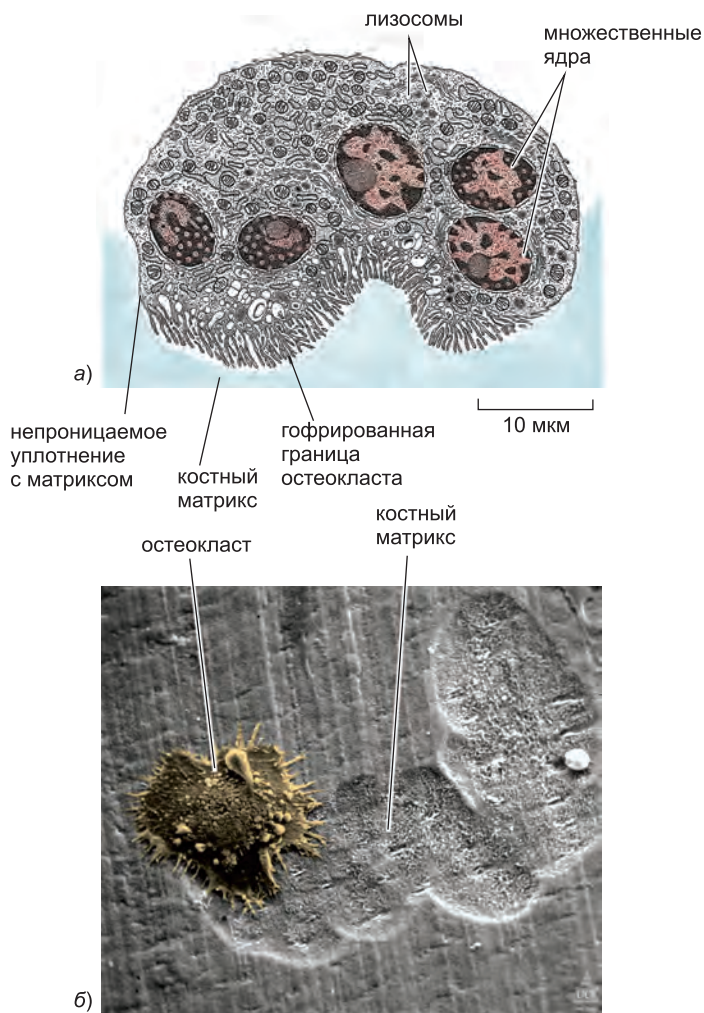 лизосомы
множественные
ядра
а)
10 мкм
непроницаемое
уплотнение
с матриксом
костный
матрикс
гофрированная
граница
остеокласта
костный
матрикс
остеокласт
б)